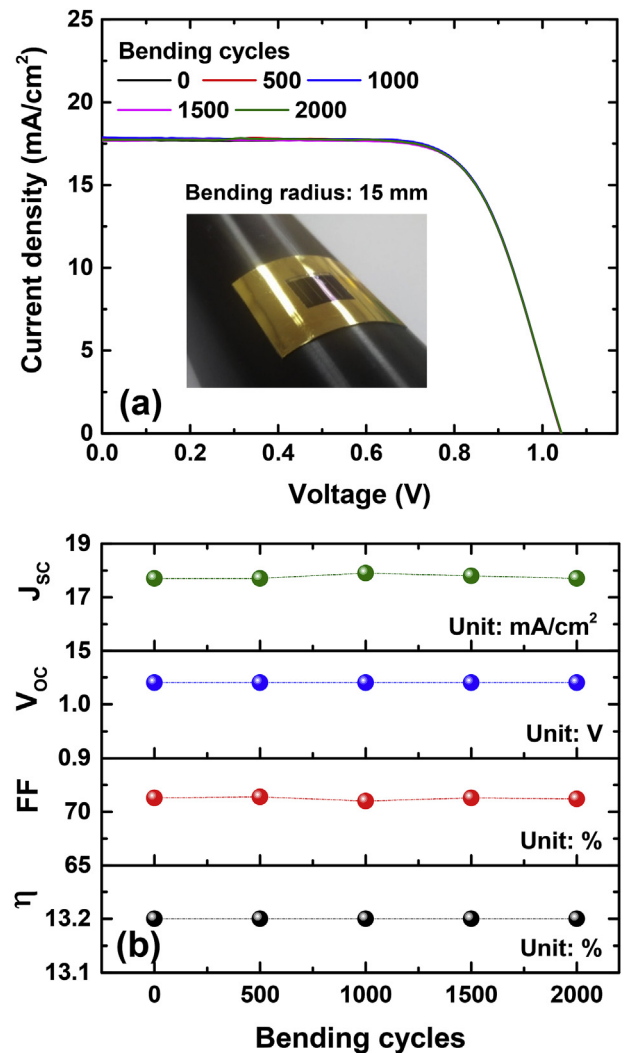 25
20
15
10
5
0
Current density (mA/cm²)
Bending cycles
0 500 1000
1500 2000
Bending radius: 15 mm
(a)
0.0 0.2 0.4 0.6 0.8 1.0
Voltage (V)
19
17
15
J_SC
Unit: mA/cm²
1.0
0.9
V_OC
Unit: V
70
65
FF
Unit: %
13.2
13.1
η
(b)
Unit: %
0 500 1000 1500 2000
Bending cycles